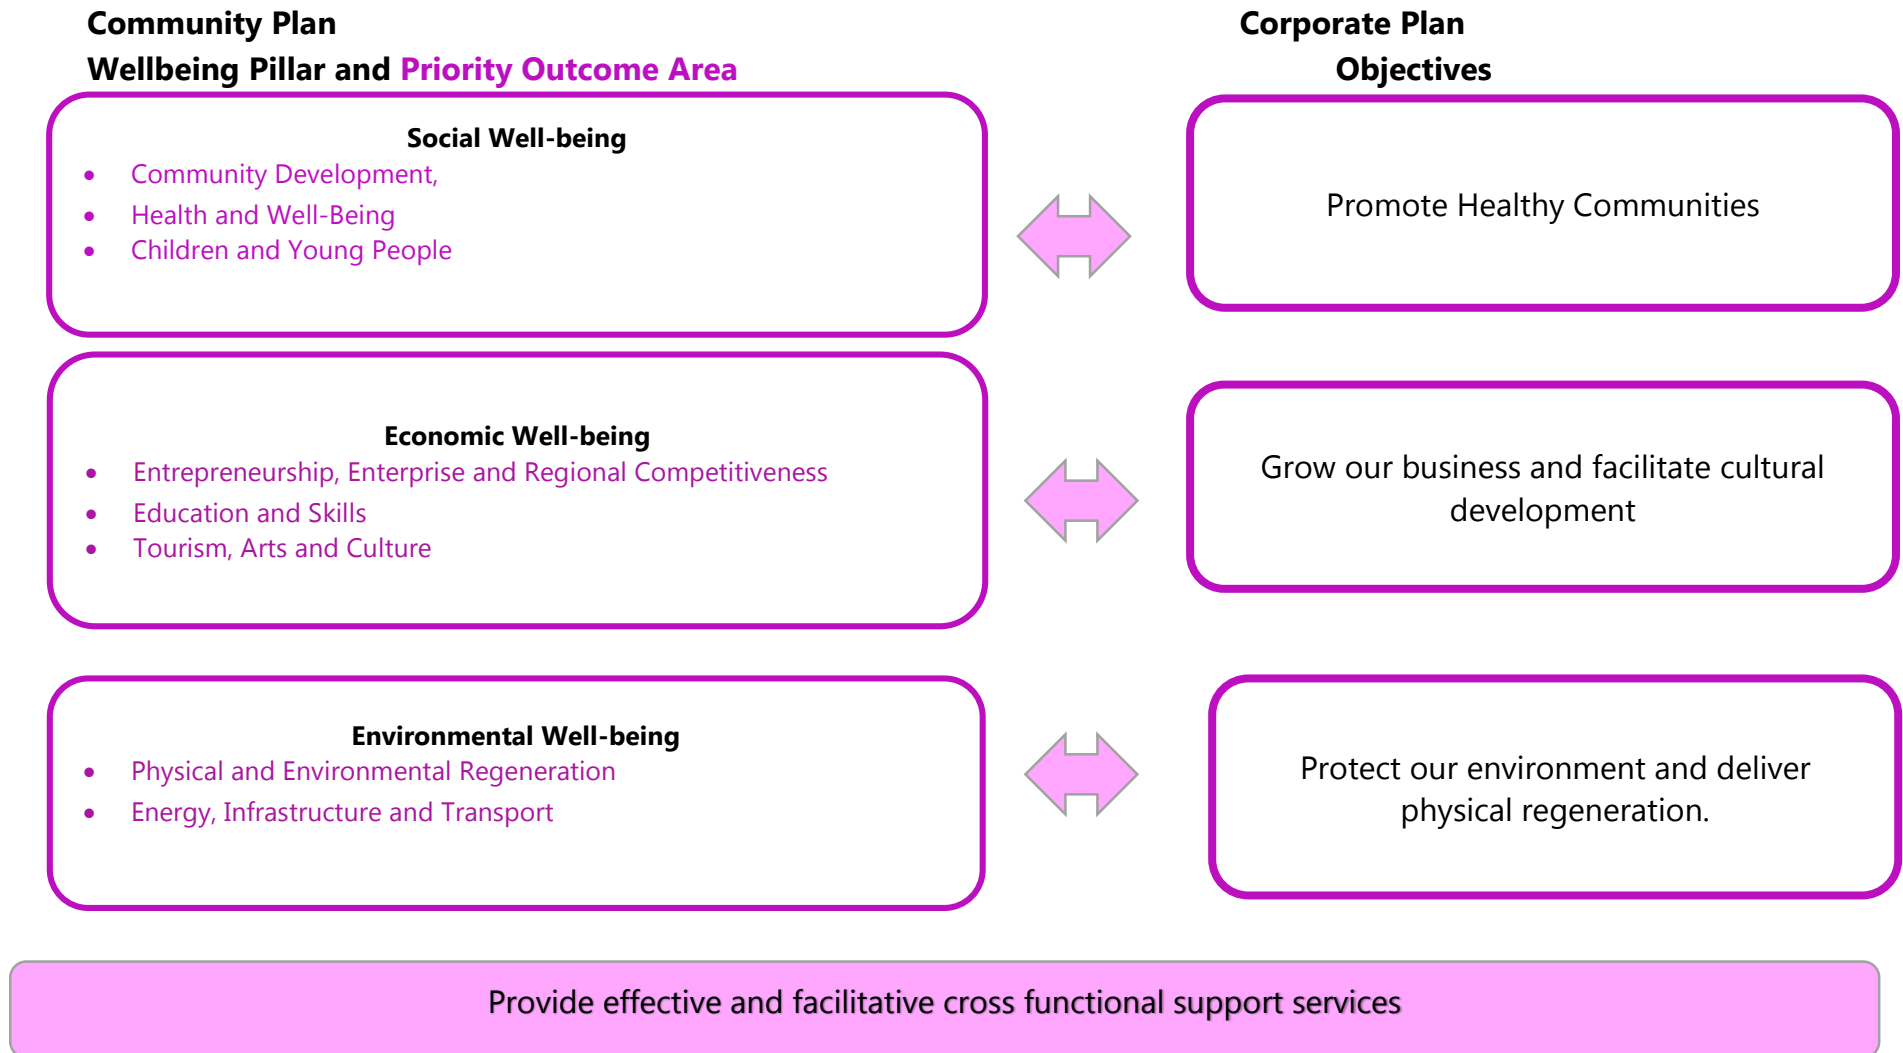 Community Plan
Wellbeing Pillar and Priority Outcome Area
Corporate Plan
Objectives
Social Well-being
• Community Development,
• Health and Well-Being
• Children and Young People
Promote Healthy Communities
Economic Well-being
• Entrepreneurship, Enterprise and Regional Competitiveness
• Education and Skills
• Tourism, Arts and Culture
Grow our business and facilitate cultural
development
Environmental Well-being
• Physical and Environmental Regeneration
• Energy, Infrastructure and Transport
Protect our environment and deliver
physical regeneration.
Provide effective and facilitative cross functional support services